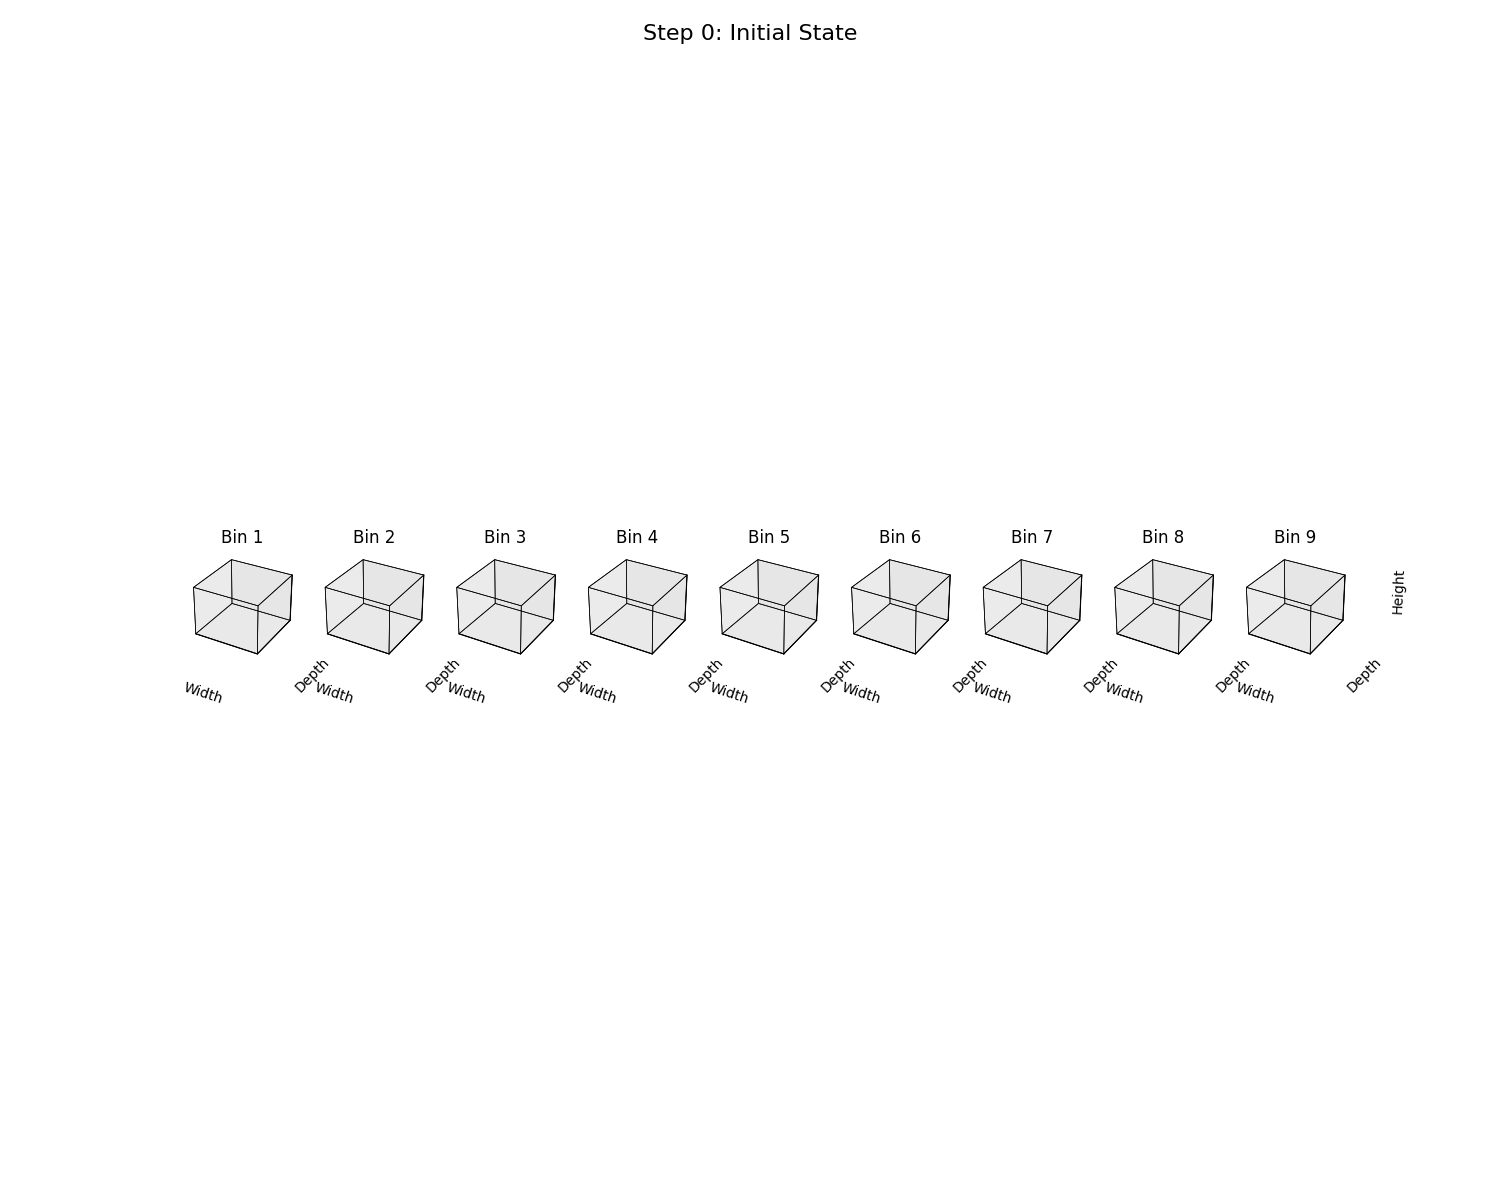 Step 0: Initial State
Bin 1 Bin 2 Bin 3 Bin 4 Bin 5 Bin 6 Bin 7 Bin 8 Bin 9
Height
Width Depth Width Depth Width Depth Width Depth Width Depth Width Depth Width Depth Width Depth Width Depth